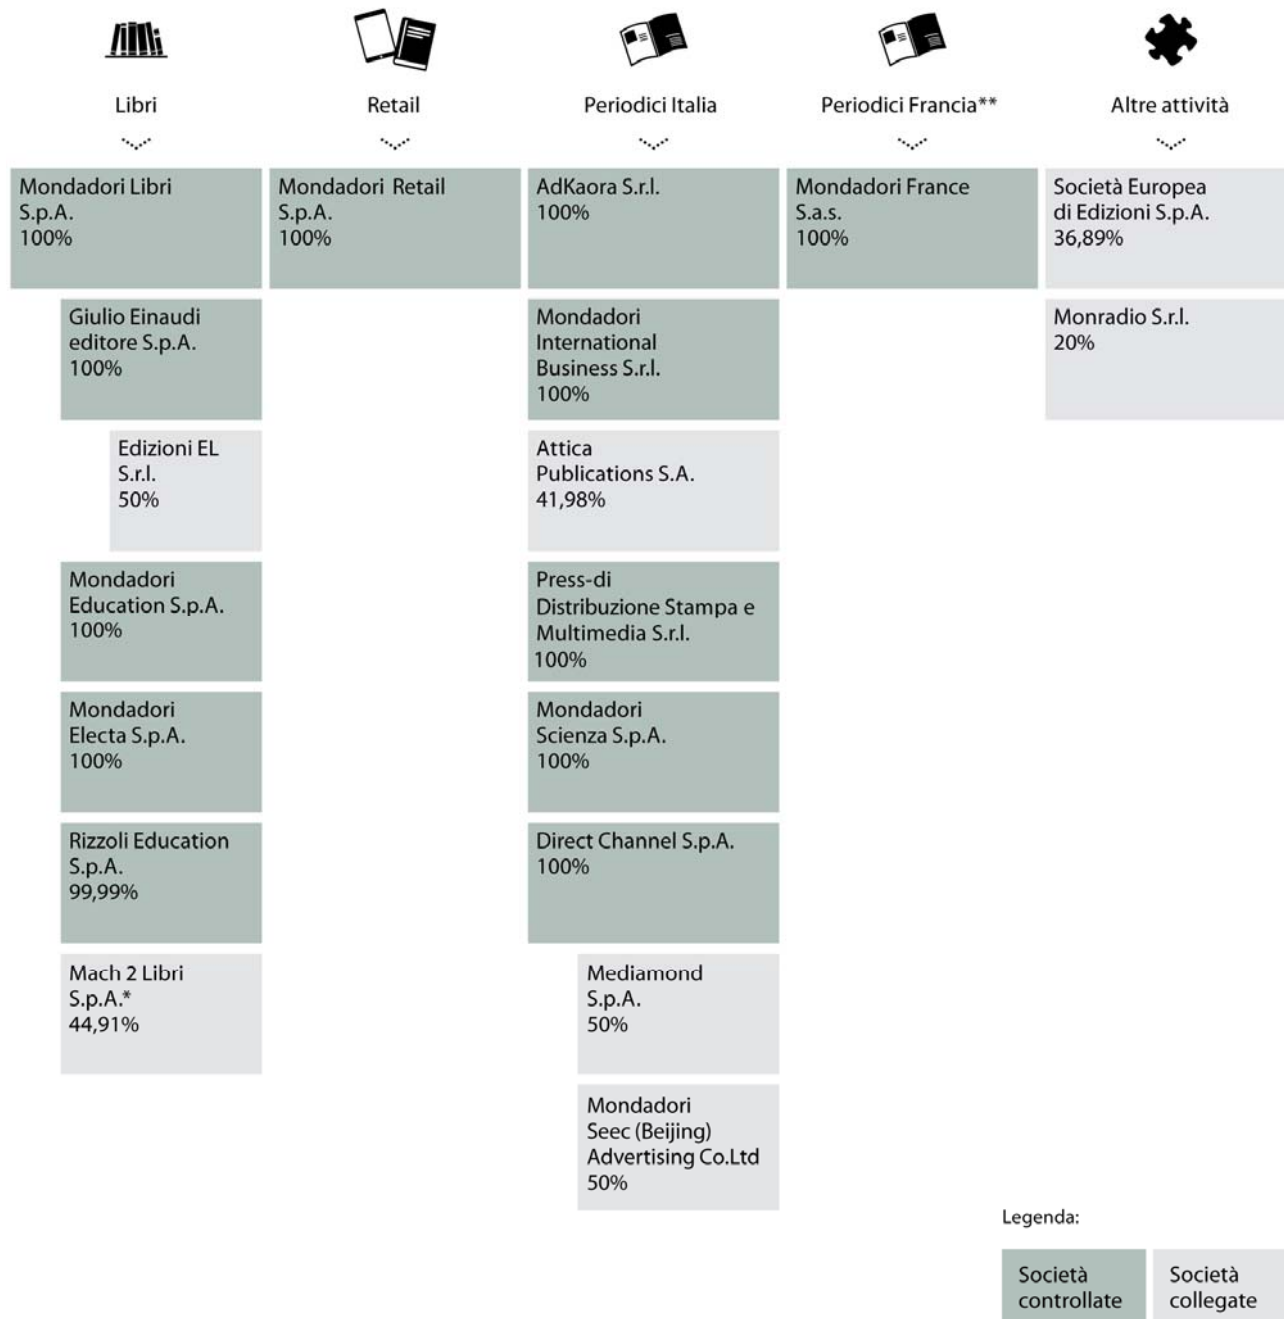 Libri
Retail
Periodici Italia
Periodici Francia**
Altre attività
Mondadori Libri
S.p.A.
100%
Giulio Einaudi
editore S.p.A.
100%
Edizioni EL
S.r.l.
50%
Mondadori
Education S.p.A.
100%
Mondadori
Electa S.p.A.
100%
Rizzoli Education
S.p.A.
99,99%
Mach 2 Libri
S.p.A.*
44,91%
Mondadori Retail
S.p.A.
100%
AdKaora S.r.l.
100%
Mondadori
International
Business S.r.l.
100%
Attica
Publications S.A.
41,98%
Press-di
Distribuzione Stampa e
Multimedia S.r.l.
100%
Mondadori
Scienza S.p.A.
100%
Direct Channel S.p.A.
100%
Mediamond
S.p.A.
50%
Mondadori
Seec (Beijing)
Advertising Co.Ltd
50%
Mondadori France
S.a.s.
100%
Società Europea
di Edizioni S.p.A.
36,89%
Monradio S.r.l.
20%
Legenda:
Società
controllate
Società
collegate